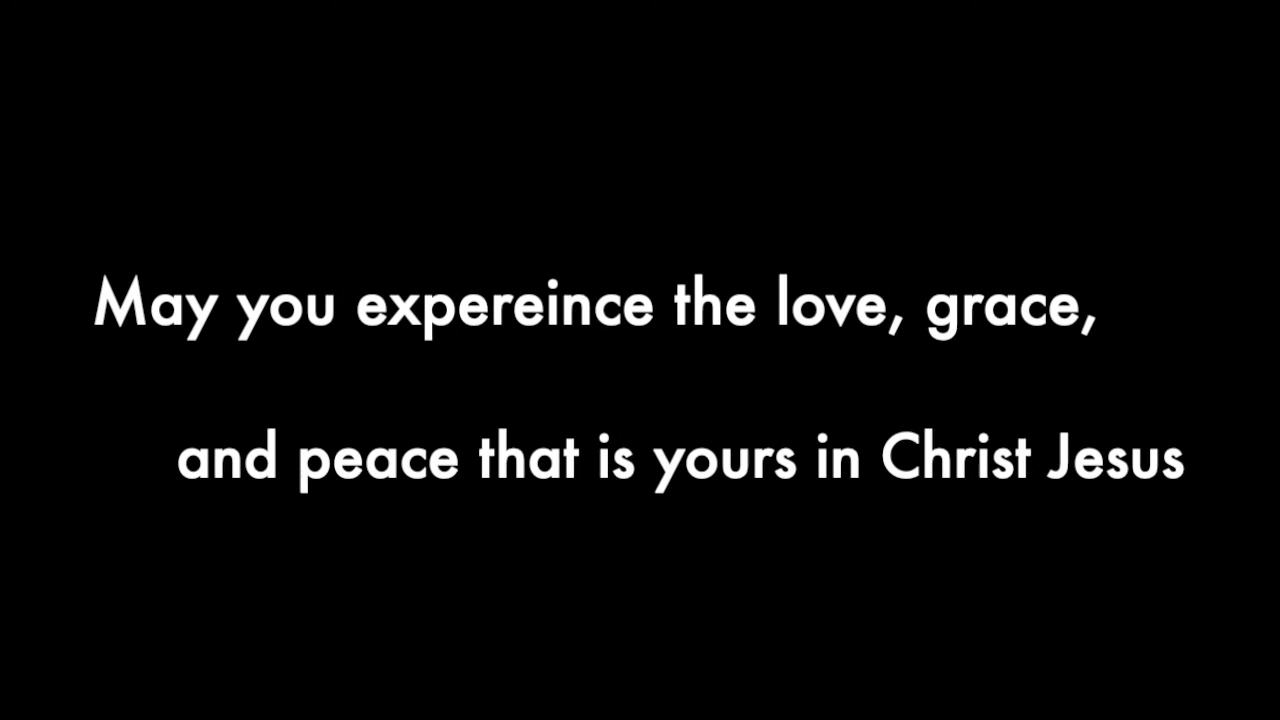 May you expereince the love, grace,
and peace that is yours in Christ Jesus